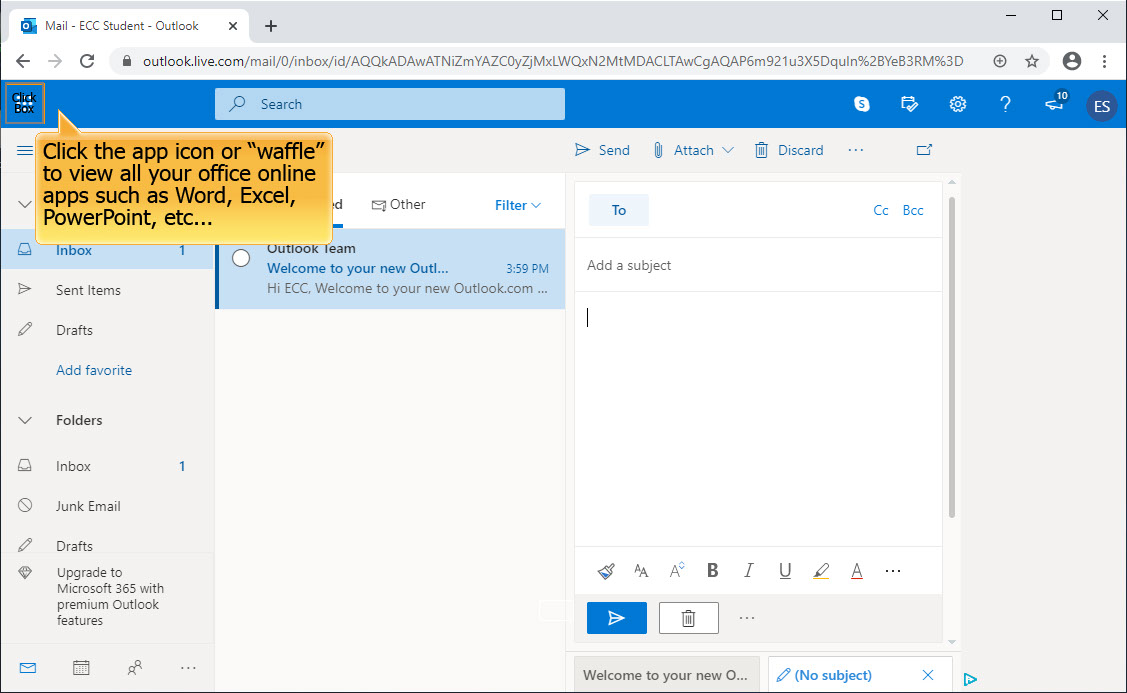 Mail - ECC Student - Outlook
outlook.live.com/mail/0/inbox/id/AQQkADAwATNiZmYAZC0yZjMxLWQxN2MtMDACLTAwCgAQAP6m921u3X5DquIn%2BYeB3RM%3D
Click
Box
Search
10
ES
Click the app icon or “waffle”
to view all your office online
apps such as Word, Excel,
PowerPoint, etc...
Send
Attach
Discard
Other
Filter
To
Cc
Bcc
Inbox 1
Outlook Team
Welcome to your new Outl... 3:59 PM
Hi ECC, Welcome to your new Outlook.com ...
Add a subject
Sent Items
Drafts
Add favorite
Folders
Inbox 1
Junk Email
Drafts
Upgrade to
Microsoft 365 with
premium Outlook
features
B I U A
Welcome to your new O...
(No subject)